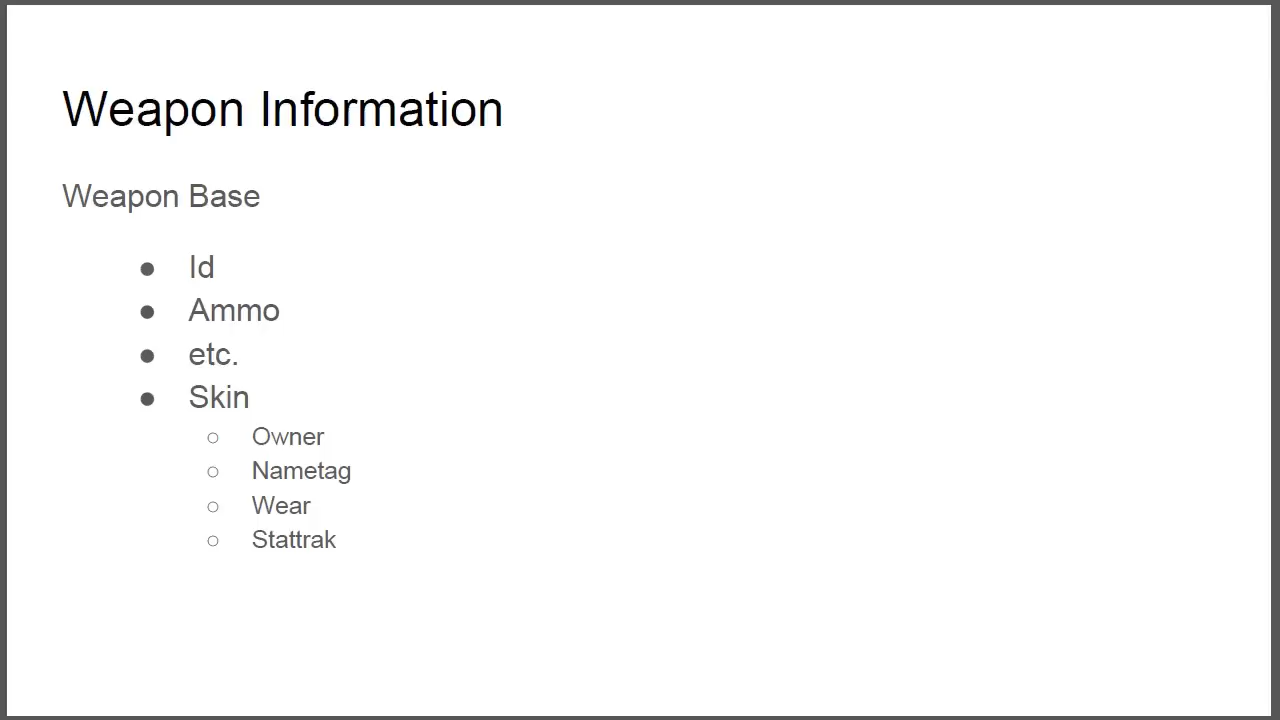 Weapon Information
Weapon Base
● Id
● Ammo
● etc.
● Skin
○ Owner
○ Nametag
○ Wear
○ Stattrak